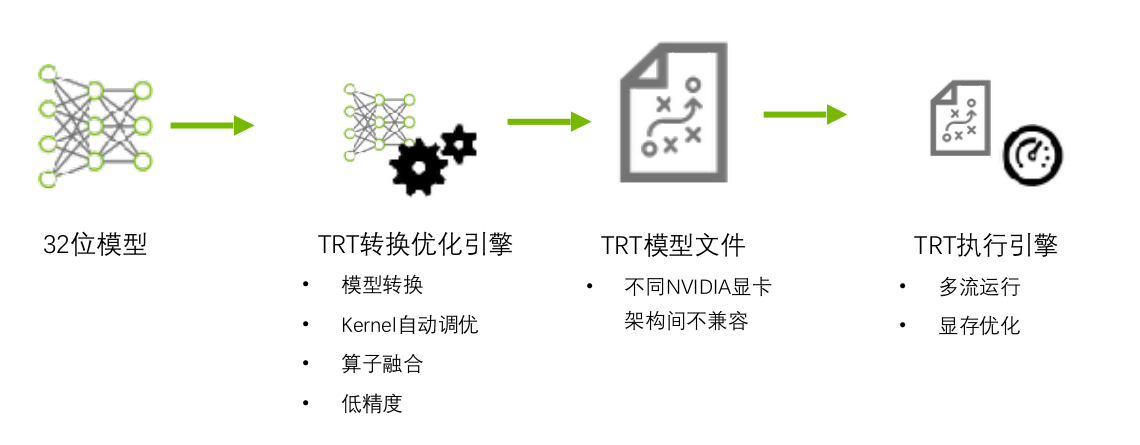 32位模型
TRT转换优化引擎
• 模型转换
• Kernel自动调优
• 算子融合
• 低精度
TRT模型文件
• 不同NVIDIA显卡
架构间不兼容
TRT执行引擎
• 多流运行
• 显存优化